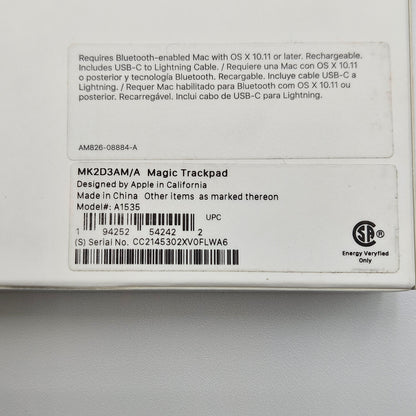 Requires Bluetooth-enabled Mac with OS X 10.11 or later. Rechargeable.
Includes USB-C to Lightning Cable. / Requiere una Mac con OS X 10.11
o posterior y tecnología Bluetooth. Recargable. Incluye cable USB-C a
Lightning. / Requer Mac habilitado para Bluetooth com OS X 10.11 ou
posterior. Recarregável. Inclui cabo de USB-C para Lightning.
AM826-08884-A
MK2D3AM/A Magic Trackpad
Designed by Apple in California
Made in China Other items as marked thereon
Model#: A1535
UPC
1 94252 54242 2
(S) Serial No. CC2145302XV0FLWA6
SA
Energy Veryfied
Only